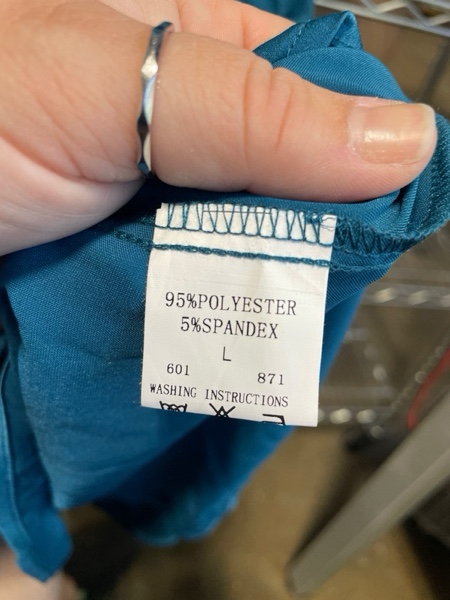 95%POLYESTER
5%SPANDEX
L
601 871
WASHING INSTRUCTIONS